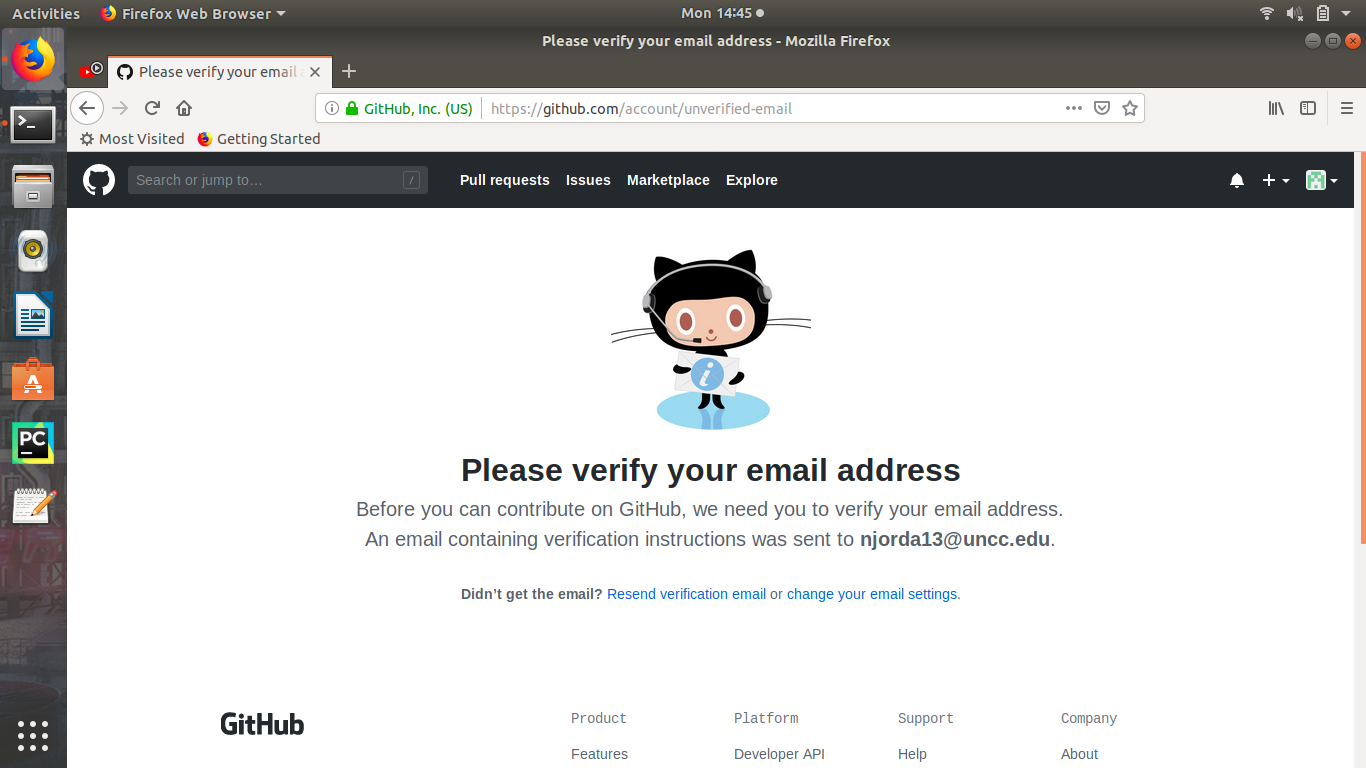 Activities Firefox Web Browser Mon 14:45
Please verify your email address - Mozilla Firefox
Please verify your email a
GitHub, Inc. (US) https://github.com/account/unverified-email
Most Visited Getting Started
Search or jump to… / Pull requests Issues Marketplace Explore
Please verify your email address
Before you can contribute on GitHub, we need you to verify your email address.
An email containing verification instructions was sent to njorda13@uncc.edu.
Didn’t get the email? Resend verification email or change your email settings.
GitHub Product Platform Support Company
Features Developer API Help About
PC